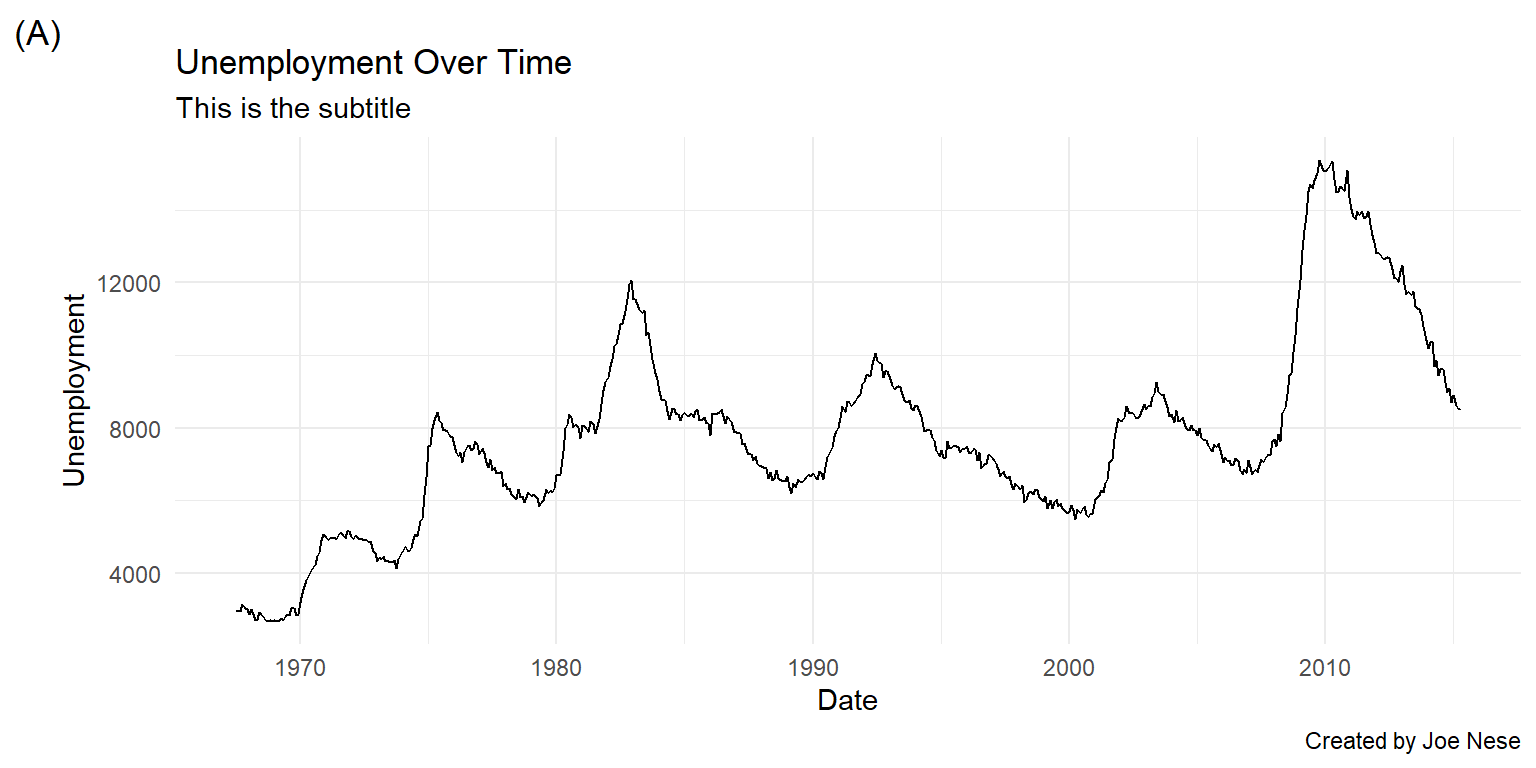 (A)
Unemployment Over Time
This is the subtitle
Unemployment
12000
8000
4000
1970 1980 1990 2000 2010
Date
Created by Joe Nese